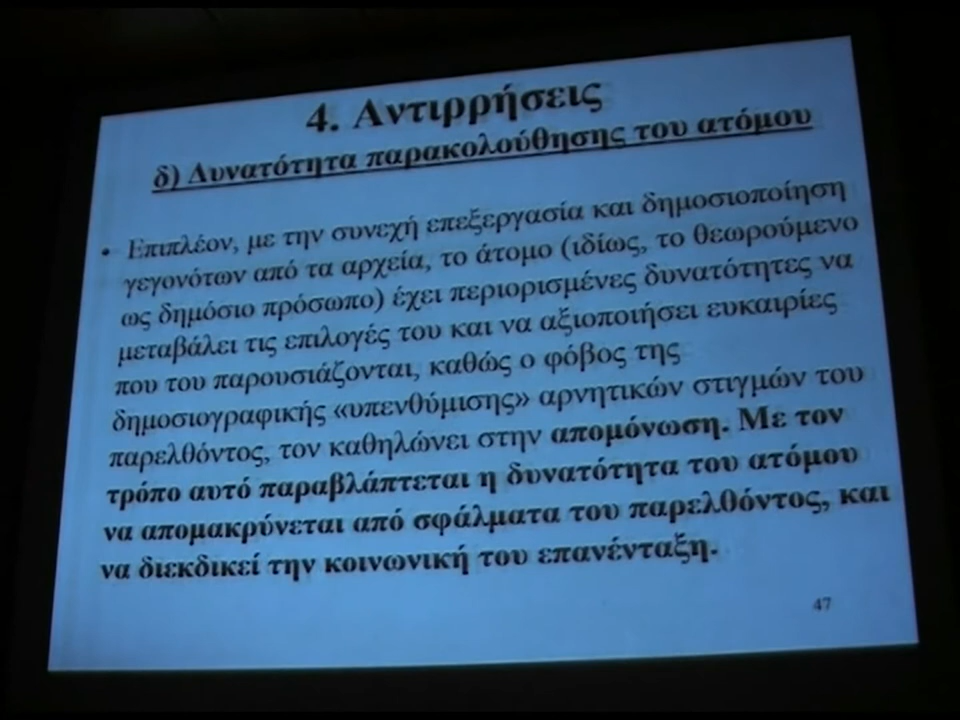 4. Αντιρρήσεις
δ) Δυνατότητα παρακολούθησης του ατόμου
• Επιπλέον, με την συνεχή επεξεργασία και δημοσιοποίηση
γεγονότων από τα αρχεία, το άτομο (ιδίως, το θεωρούμενο
ως δημόσιο πρόσωπο) έχει περιορισμένες δυνατότητες να
μεταβάλει τις επιλογές του και να αξιοποιήσει ευκαιρίες
που του παρουσιάζονται, καθώς ο φόβος της
δημοσιογραφικής «υπενθύμισης» αρνητικών στιγμών του
παρελθόντος, τον καθηλώνει στην απομόνωση. Με τον
τρόπο αυτό παραβλάπτεται η δυνατότητα του ατόμου
να απομακρύνεται από σφάλματα του παρελθόντος, και
να διεκδικεί την κοινωνική του επανένταξη.
47